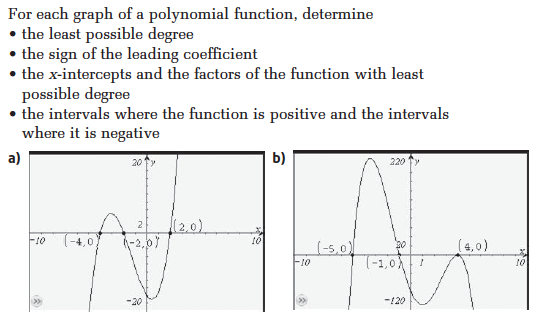 For each graph of a polynomial function, determine
• the least possible degree
• the sign of the leading coefficient
• the x-intercepts and the factors of the function with least
possible degree
• the intervals where the function is positive and the intervals
where it is negative
a)
20 y
2
(2,0)
x
-10 (-4,0) (-2,0) 10
-20
b)
220 y
(-5,0) 20 (4,0)
x
-10 (-1,0) 1 10
-120